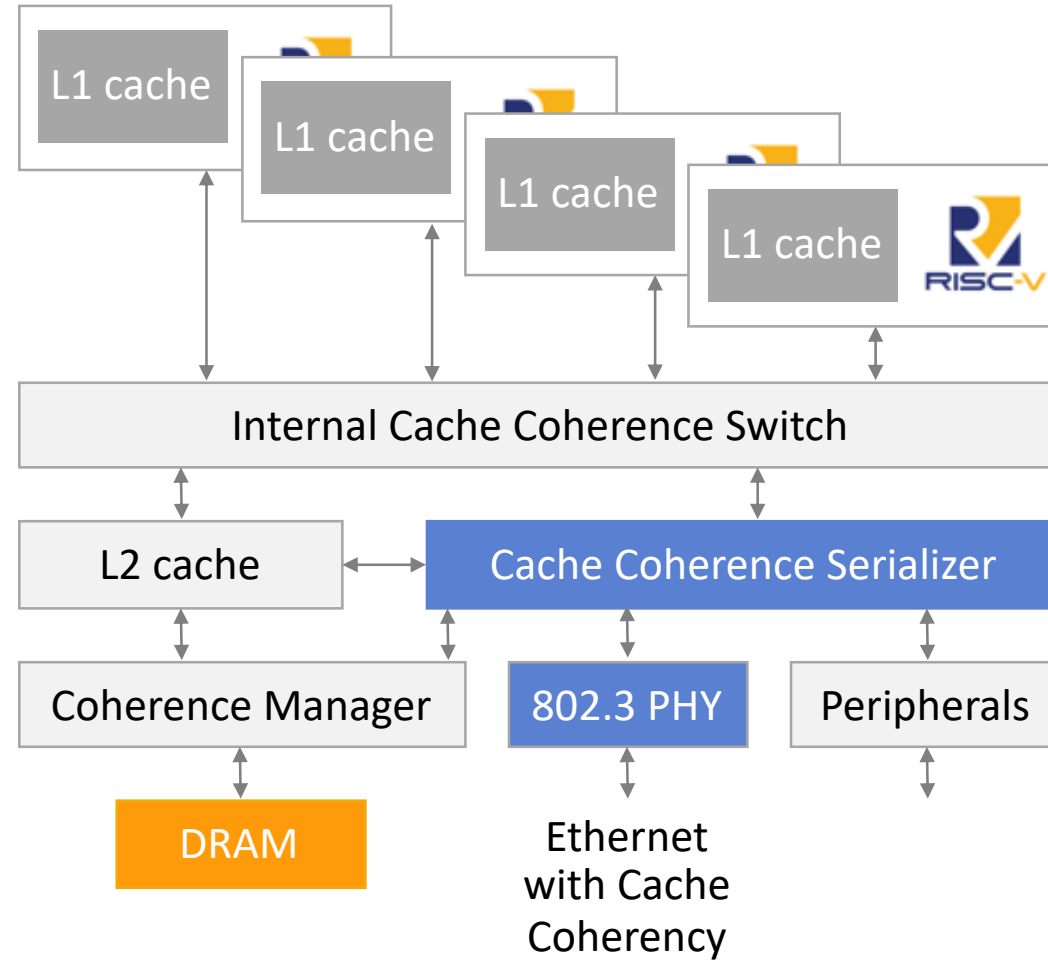 L1 cache
L1 cache
L1 cache
L1 cache
RISC-V
Internal Cache Coherence Switch
L2 cache
Cache Coherence Serializer
Coherence Manager
802.3 PHY
Peripherals
DRAM
Ethernet
with Cache
Coherency